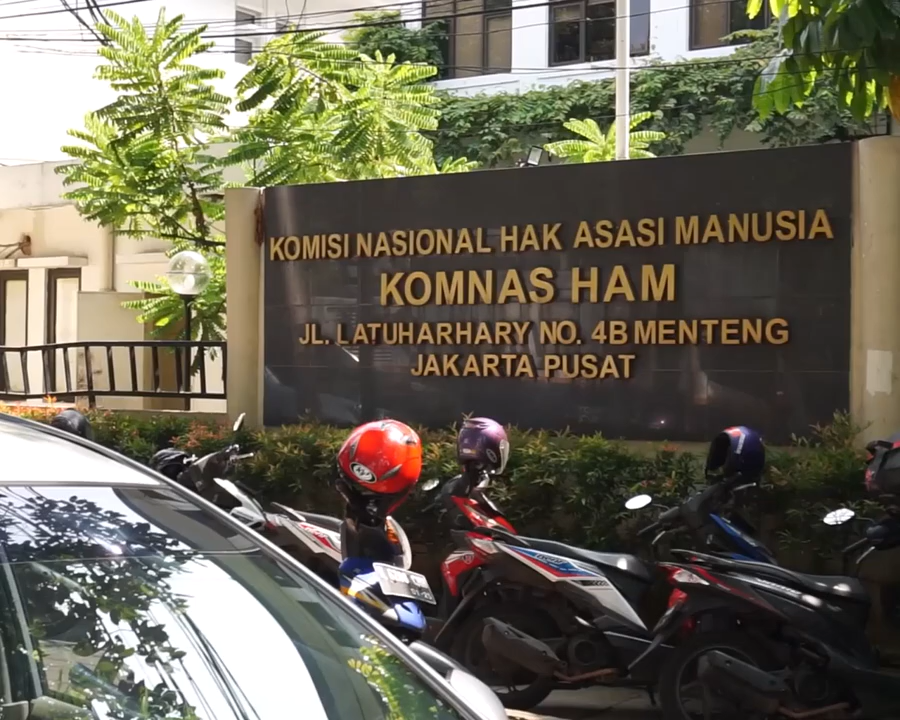 KOMISI NASIONAL HAK ASASI MANUSIA
KOMNAS HAM
JL. LATUHARHARY NO. 4B MENTENG
JAKARTA PUSAT